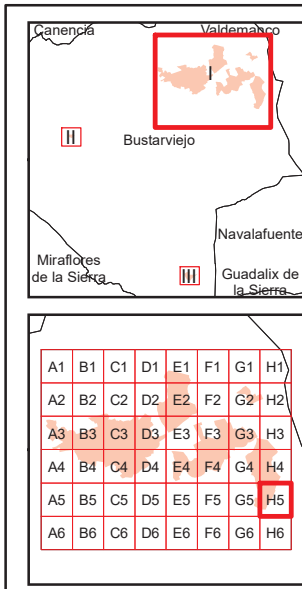 Canencia Valdemanco
I
II Bustarviejo
Navalafuente
Miraflores
de la Sierra
III
Guadalix de
la Sierra
A1 B1 C1 D1 E1 F1 G1 H1
A2 B2 C2 D2 E2 F2 G2 H2
A3 B3 C3 D3 E3 F3 G3 H3
A4 B4 C4 D4 E4 F4 G4 H4
A5 B5 C5 D5 E5 F5 G5 H5
A6 B6 C6 D6 E6 F6 G6 H6